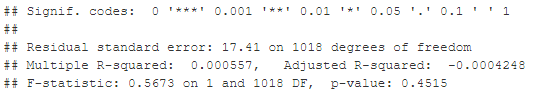 ## Signif. codes:  0 '***' 0.001 '**' 0.01 '*' 0.05 '.' 0.1 ' ' 1
##
## Residual standard error: 17.41 on 1018 degrees of freedom
## Multiple R-squared:  0.000557,   Adjusted R-squared:  -0.0004248
## F-statistic: 0.5673 on 1 and 1018 DF,  p-value: 0.4515